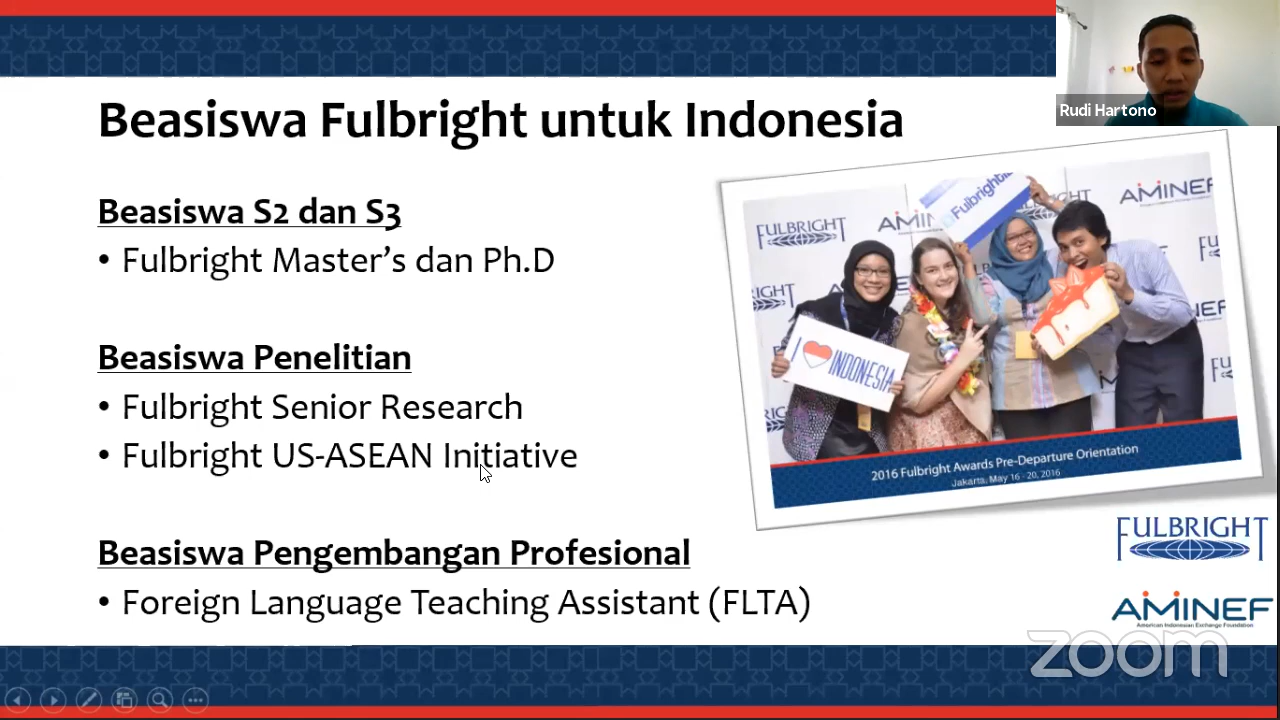 Beasiswa Fulbright untuk Indonesia
Rudi Hartono
Beasiswa S2 dan S3
• Fulbright Master's dan Ph.D
Beasiswa Penelitian
• Fulbright Senior Research
• Fulbright US-ASEAN Initiative
Beasiswa Pengembangan Profesional
• Foreign Language Teaching Assistant (FLTA)
FULBRIGHT
AMINEF
Fulbright
I INDONESIA
2016 Fulbright Awards Pre-Departure Orientation
Jakarta, May 16 - 20, 2016
FULBRIGHT
AMINEF
American Indonesian Exchange Foundation
zoom